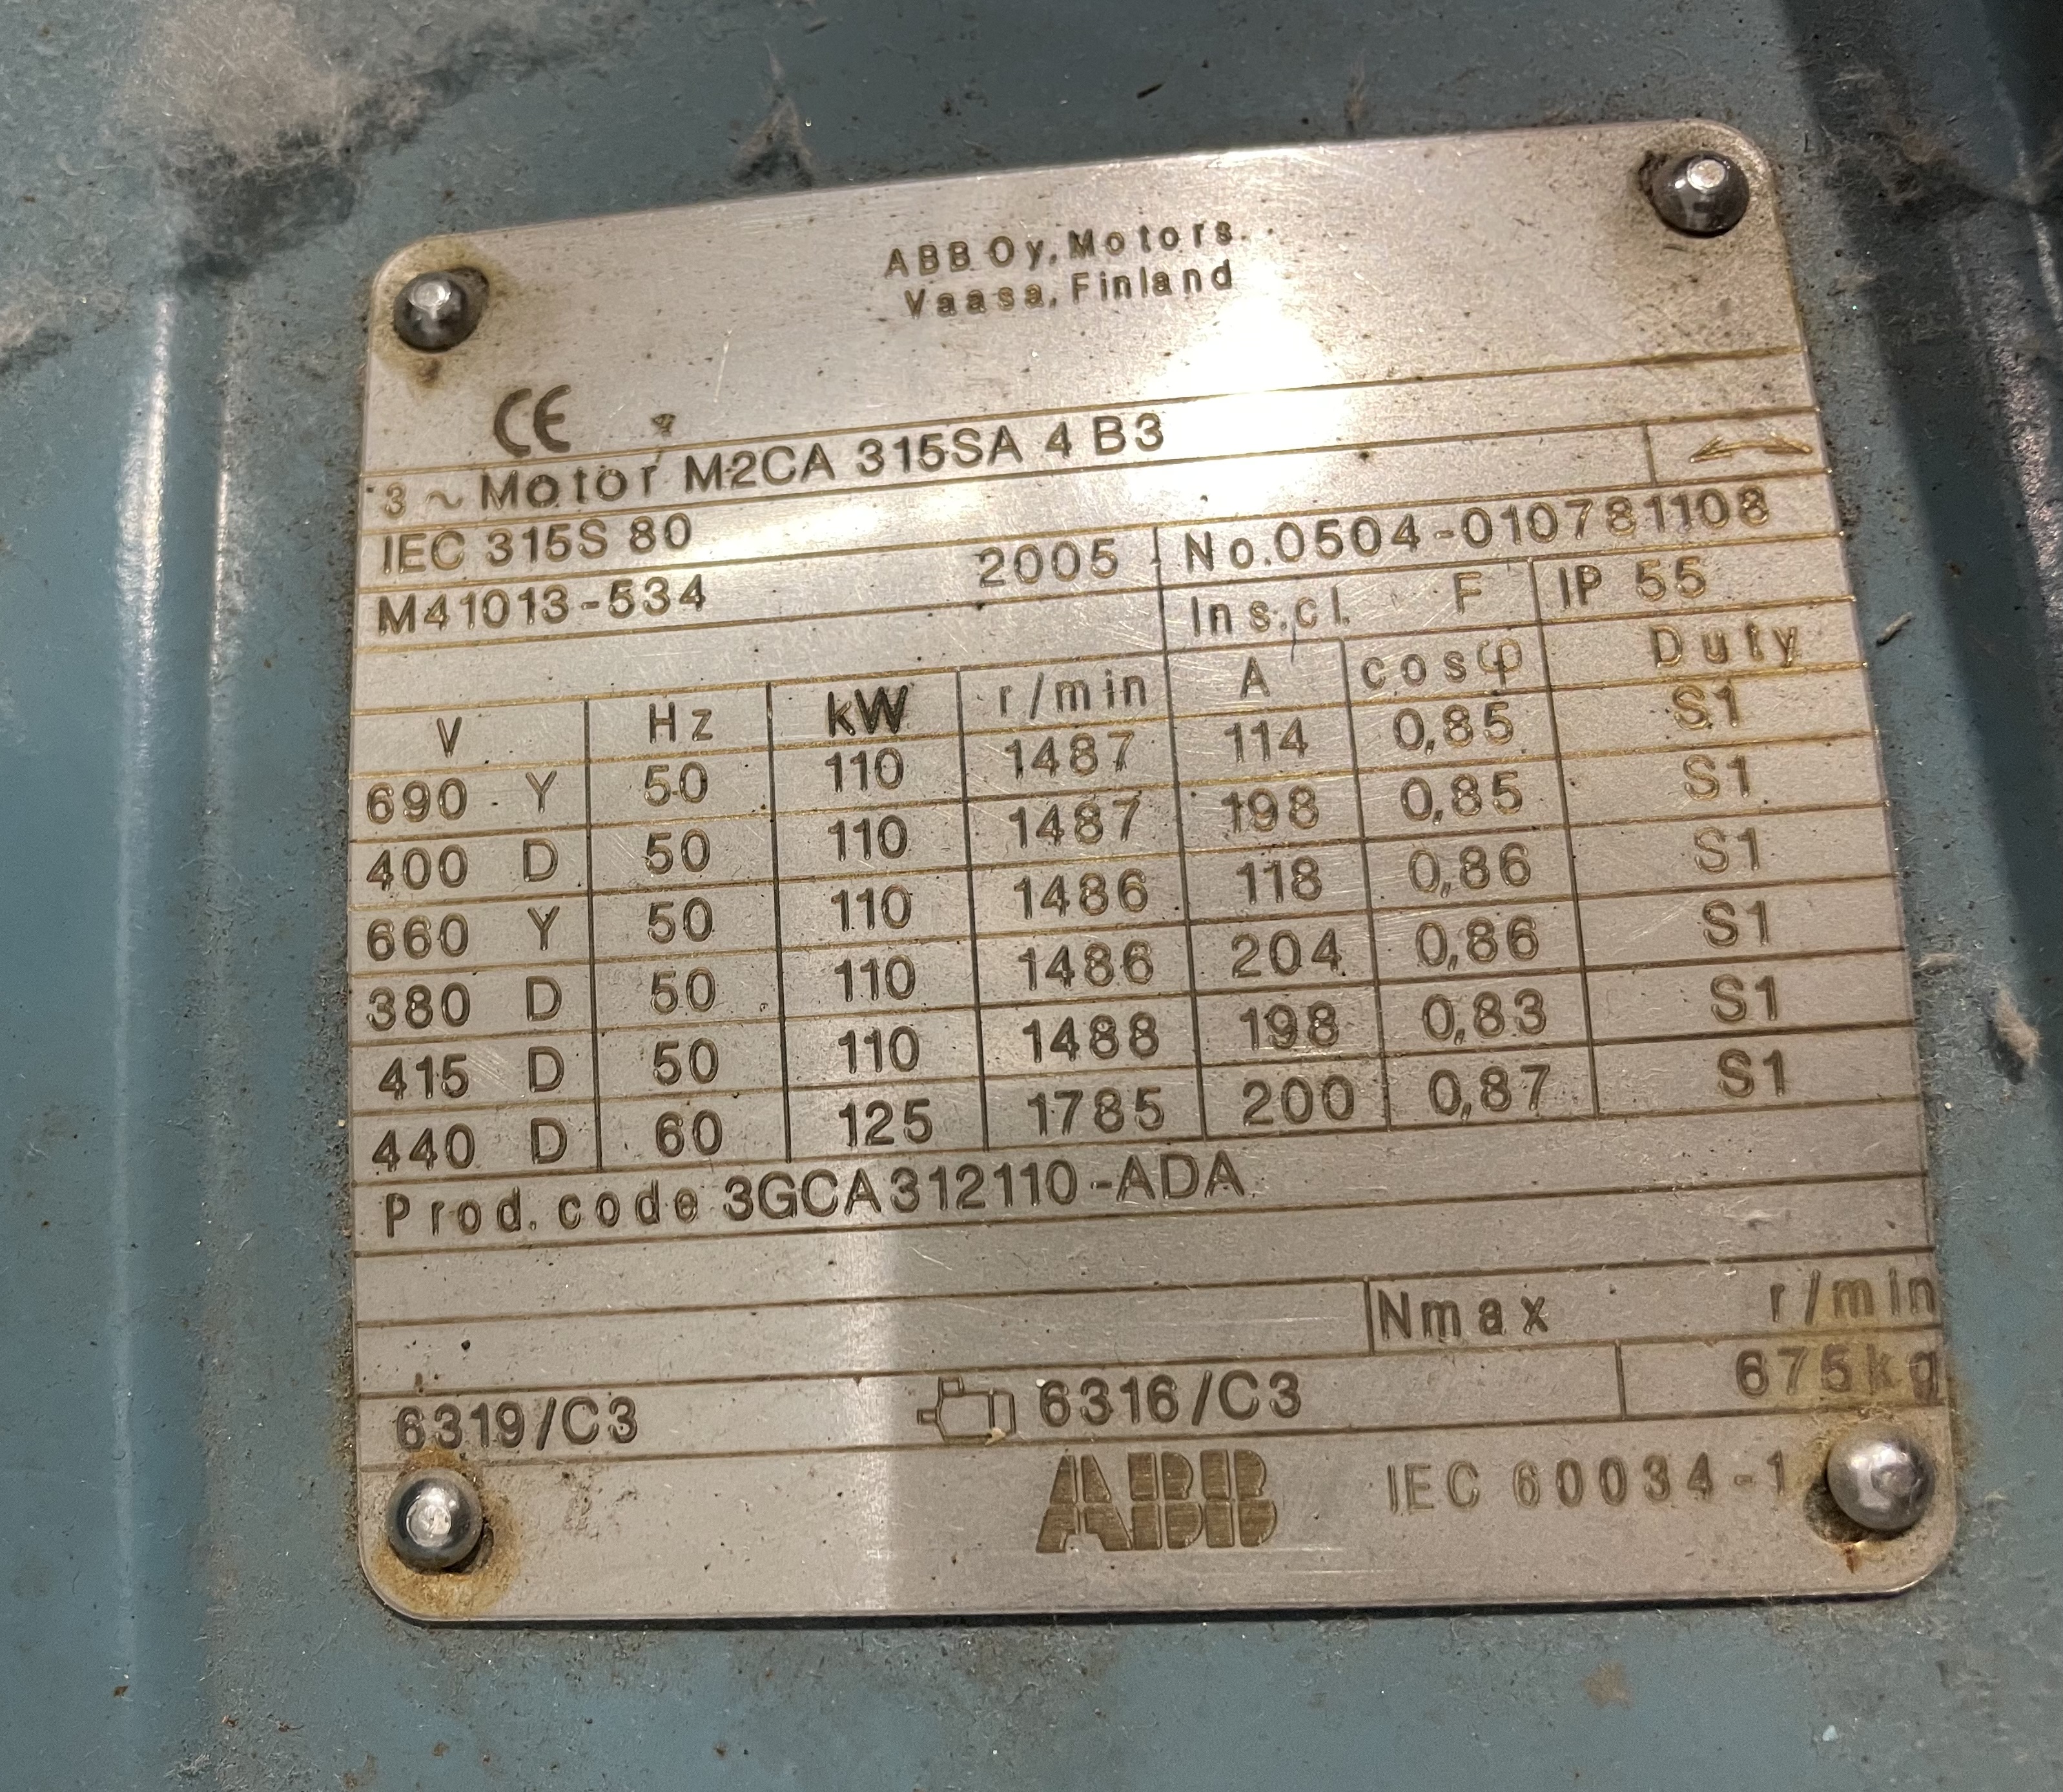 ABB Oy, Motors
Vaasa, Finland
CE
3 ~ Motor M2CA 315SA 4 B3
IEC 315S 80
M41013-534 2005 No. 0504-010781108
Ins.cl. F IP 55
V Hz kW r/min A cosφ Duty
690 Y 50 110 1487 114 0,85 S1
400 D 50 110 1487 198 0,85 S1
660 Y 50 110 1486 118 0,86 S1
380 D 50 110 1486 204 0,86 S1
415 D 50 110 1488 198 0,83 S1
440 D 60 125 1785 200 0,87 S1
Prod. code 3GCA312110-ADA
Nmax r/min
6319/C3 6316/C3 675kg
ABB IEC 60034-1